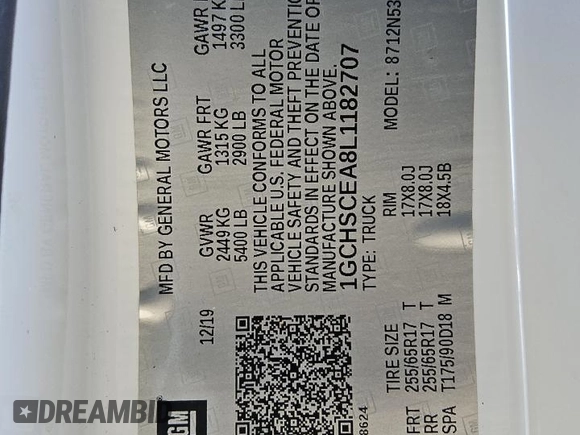 MFD BY GENERAL MOTORS LLC
12/19
GVWR GAWR FRT GAWR
2449 KG 1315 KG 1497 K
5400 LB 2900 LB 3300 L
THIS VEHICLE CONFORMS TO ALL
APPLICABLE U.S. FEDERAL MOTOR
VEHICLE SAFETY AND THEFT PREVENTI
STANDARDS IN EFFECT ON THE DATE OF
MANUFACTURE SHOWN ABOVE.
1GCHSCEA8L1182707
TYPE: TRUCK MODEL: 8712N53
TIRE SIZE RIM
FRT 255/65R17 T 17X8.0J
RR 255/65R17 T 17X8.0J
SPA T175/90D18 M 18X4.5B
GM
8624
DREAMBID